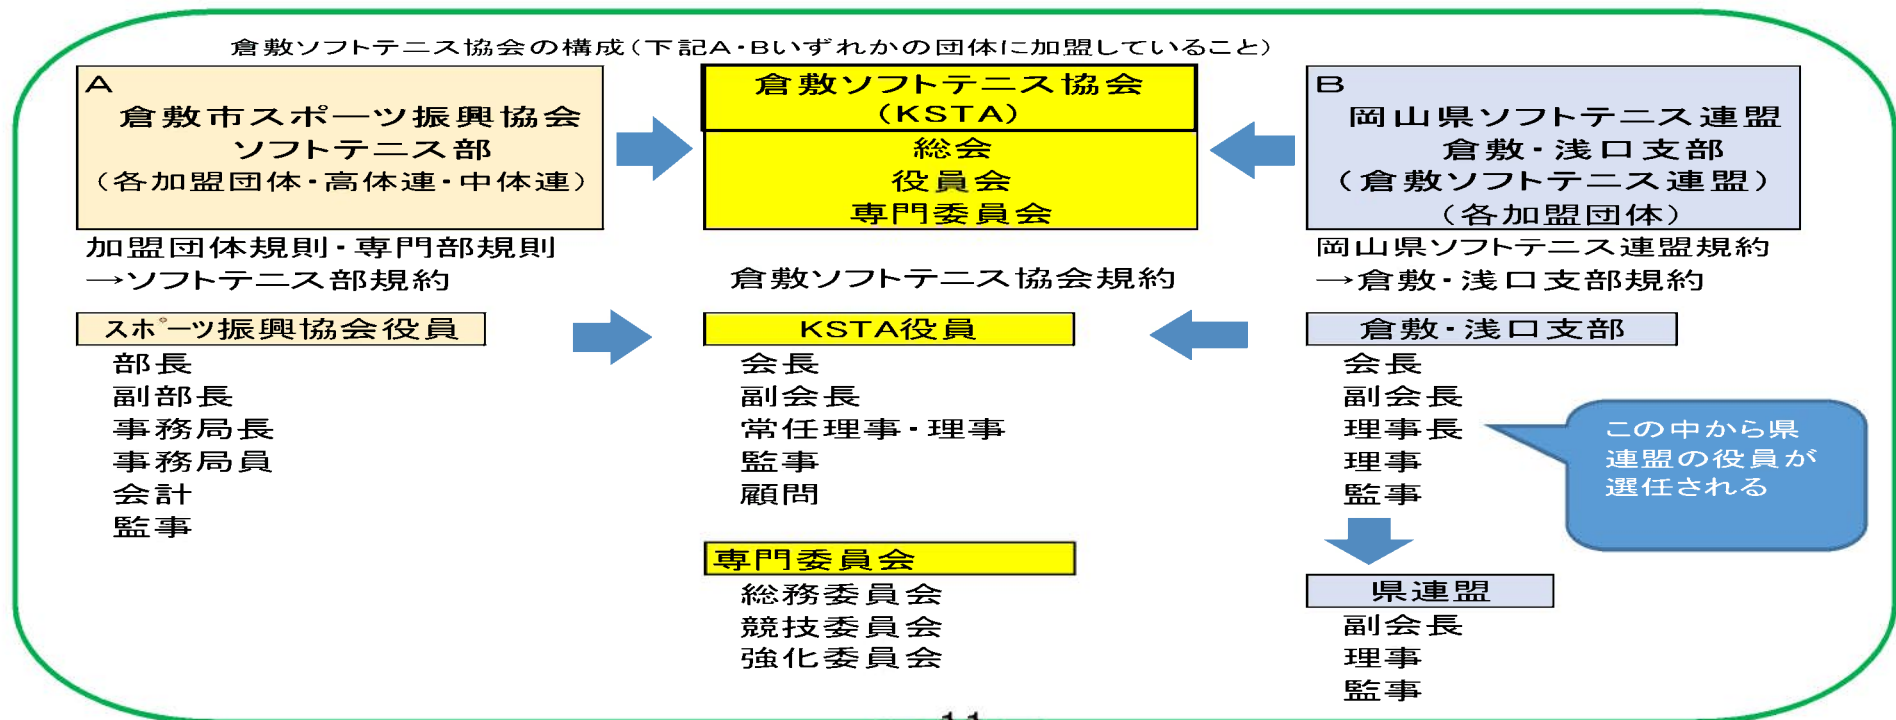 倉敷ソフトテニス協会の構成(下記A・Bいずれかの団体に加盟していること)
A
倉敷市スポーツ振興協会
ソフトテニス部
(各加盟団体・高体連・中体連)
加盟団体規則・専門部規則
→ソフトテニス部規約
スポーツ振興協会役員
部長
副部長
事務局長
事務局員
会計
監事
倉敷ソフトテニス協会
(KSTA)
総会
役員会
専門委員会
倉敷ソフトテニス協会規約
KSTA役員
会長
副会長
常任理事・理事
監事
顧問
専門委員会
総務委員会
競技委員会
強化委員会
B
岡山県ソフトテニス連盟
倉敷・浅口支部
(倉敷ソフトテニス連盟)
(各加盟団体)
岡山県ソフトテニス連盟規約
→倉敷・浅口支部規約
倉敷・浅口支部
会長
副会長
理事長
理事
監事
この中から県
連盟の役員が
選任される
県連盟
副会長
理事
監事
11